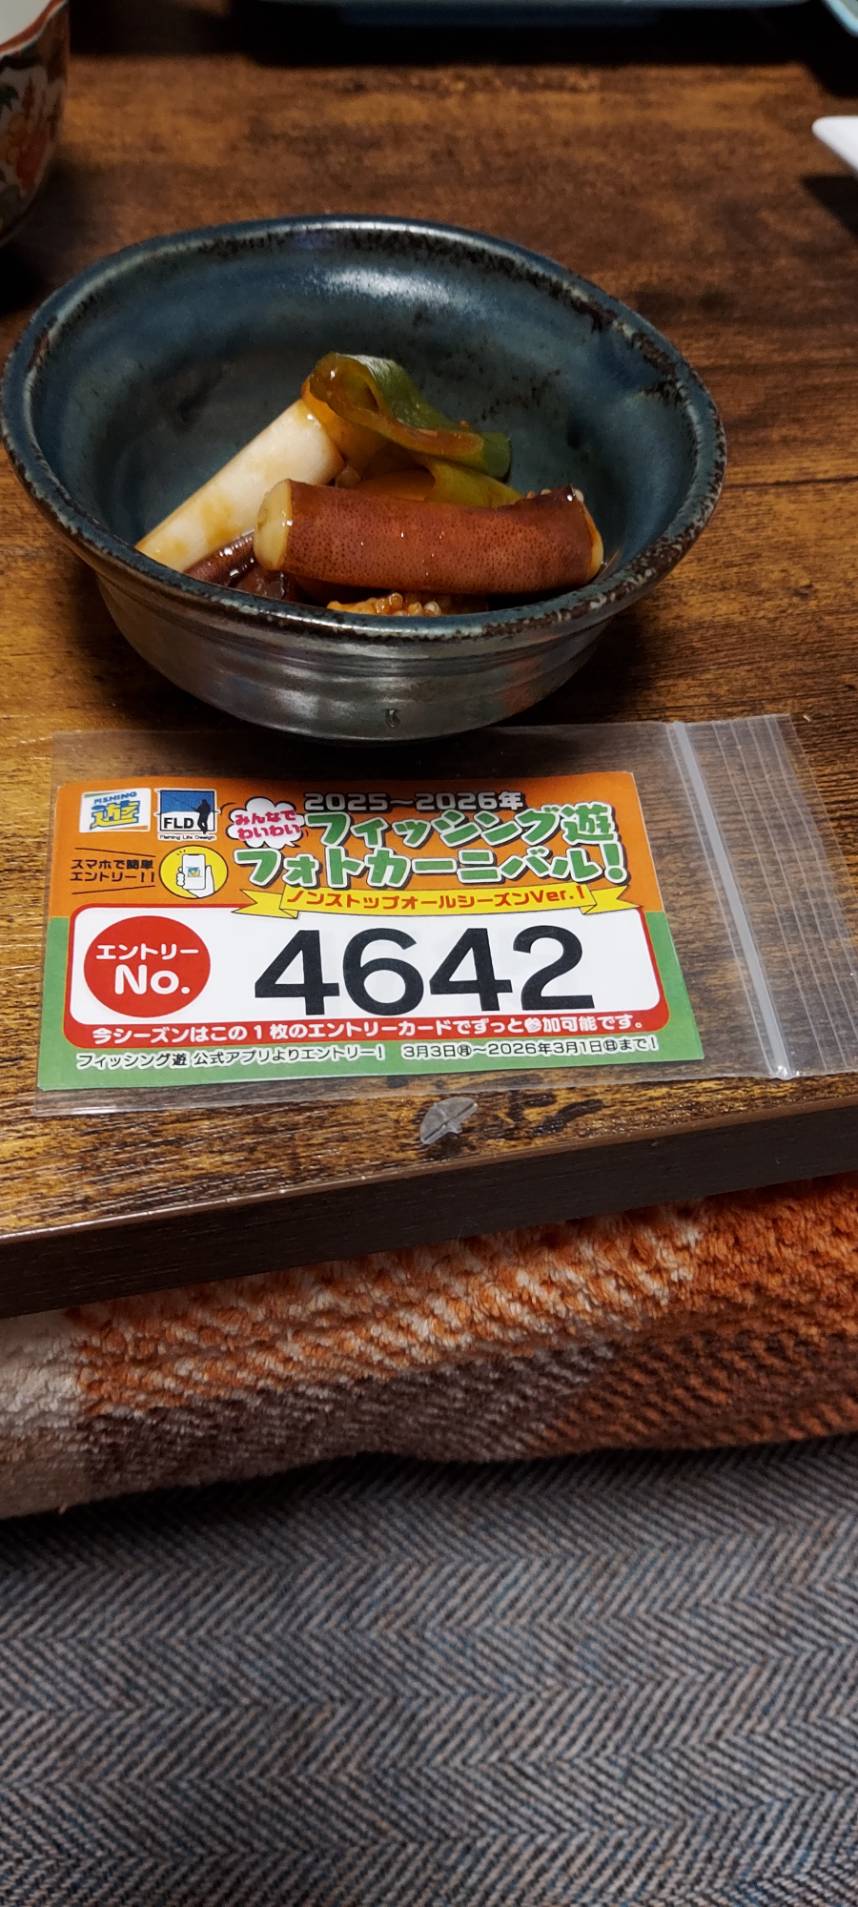 FISHING
遊
FLD
Fishing Life Design
みんなで
わいわい
2025〜2026年
フィッシング遊
フォトカーニバル!
スマホで簡単
エントリー!!
ノンストップオールシーズンVer.!
エントリー
No.
4642
今シーズンはこの1枚のエントリーカードでずっと参加可能です。
フィッシング遊 公式アプリよりエントリー! 3月3日㊊〜2026年3月1日㊐まで!